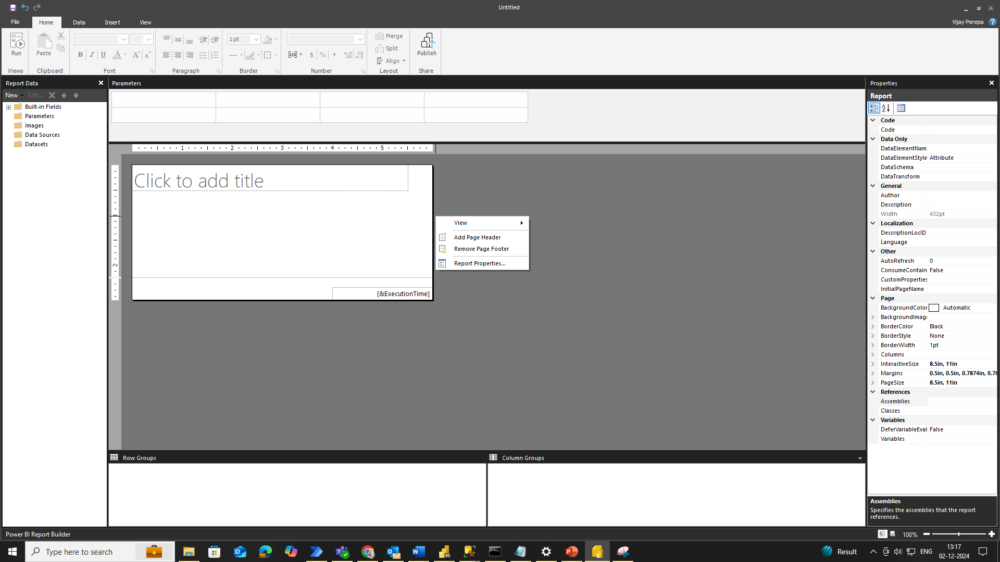 Untitled
File
Home
Data
Insert
View
Vijay Perepa
Run
Paste
1pt
Merge
Split
Align
Publish
B I U A A A
123 $ % ,
Views
Clipboard
Font
Paragraph
Border
Number
Layout
Share
Report Data
New
Edit...
Built-in Fields
Parameters
Images
Data Sources
Datasets
Parameters
1 2 3 4 5
1
2
Click to add title
[&ExecutionTime]
View
Add Page Header
Remove Page Footer
Report Properties...
Row Groups
Column Groups
Properties
Report
Code
Code
Data Only
DataElementNam
DataElementStyle Attribute
DataSchema
DataTransform
General
Author
Description
Width 432pt
Localization
DescriptionLocID
Language
Other
AutoRefresh 0
ConsumeContain False
CustomProperties
InitialPageName
Page
BackgroundColor Automatic
BackgroundImage
BorderColor Black
BorderStyle None
BorderWidth 1pt
Columns
InteractiveSize 8.5in, 11in
Margins 0.5in, 0.5in, 0.7874in, 0.78
PageSize 8.5in, 11in
References
Assemblies
Classes
Variables
DeferVariableEval False
Variables
Assemblies
Specifies the assemblies that the report
references.
Power BI Report Builder
100%
Type here to search
Result
ENG
13:17
02-12-2024